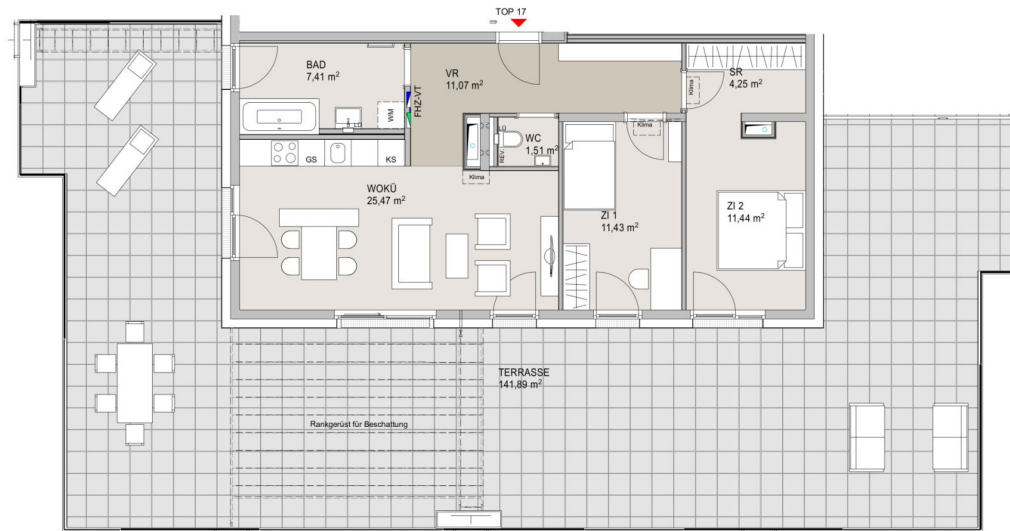 TOP 17
BAD
7,41 m²
VR
11,07 m²
SR
4,25 m²
Klima
Klima
FHZ-VT
WM
WC
1,51 m²
REV.
GS
KS
Klima
WOKÜ
25,47 m²
ZI 1
11,43 m²
ZI 2
11,44 m²
TERRASSE
141,89 m²
Rankgerüst für Beschattung